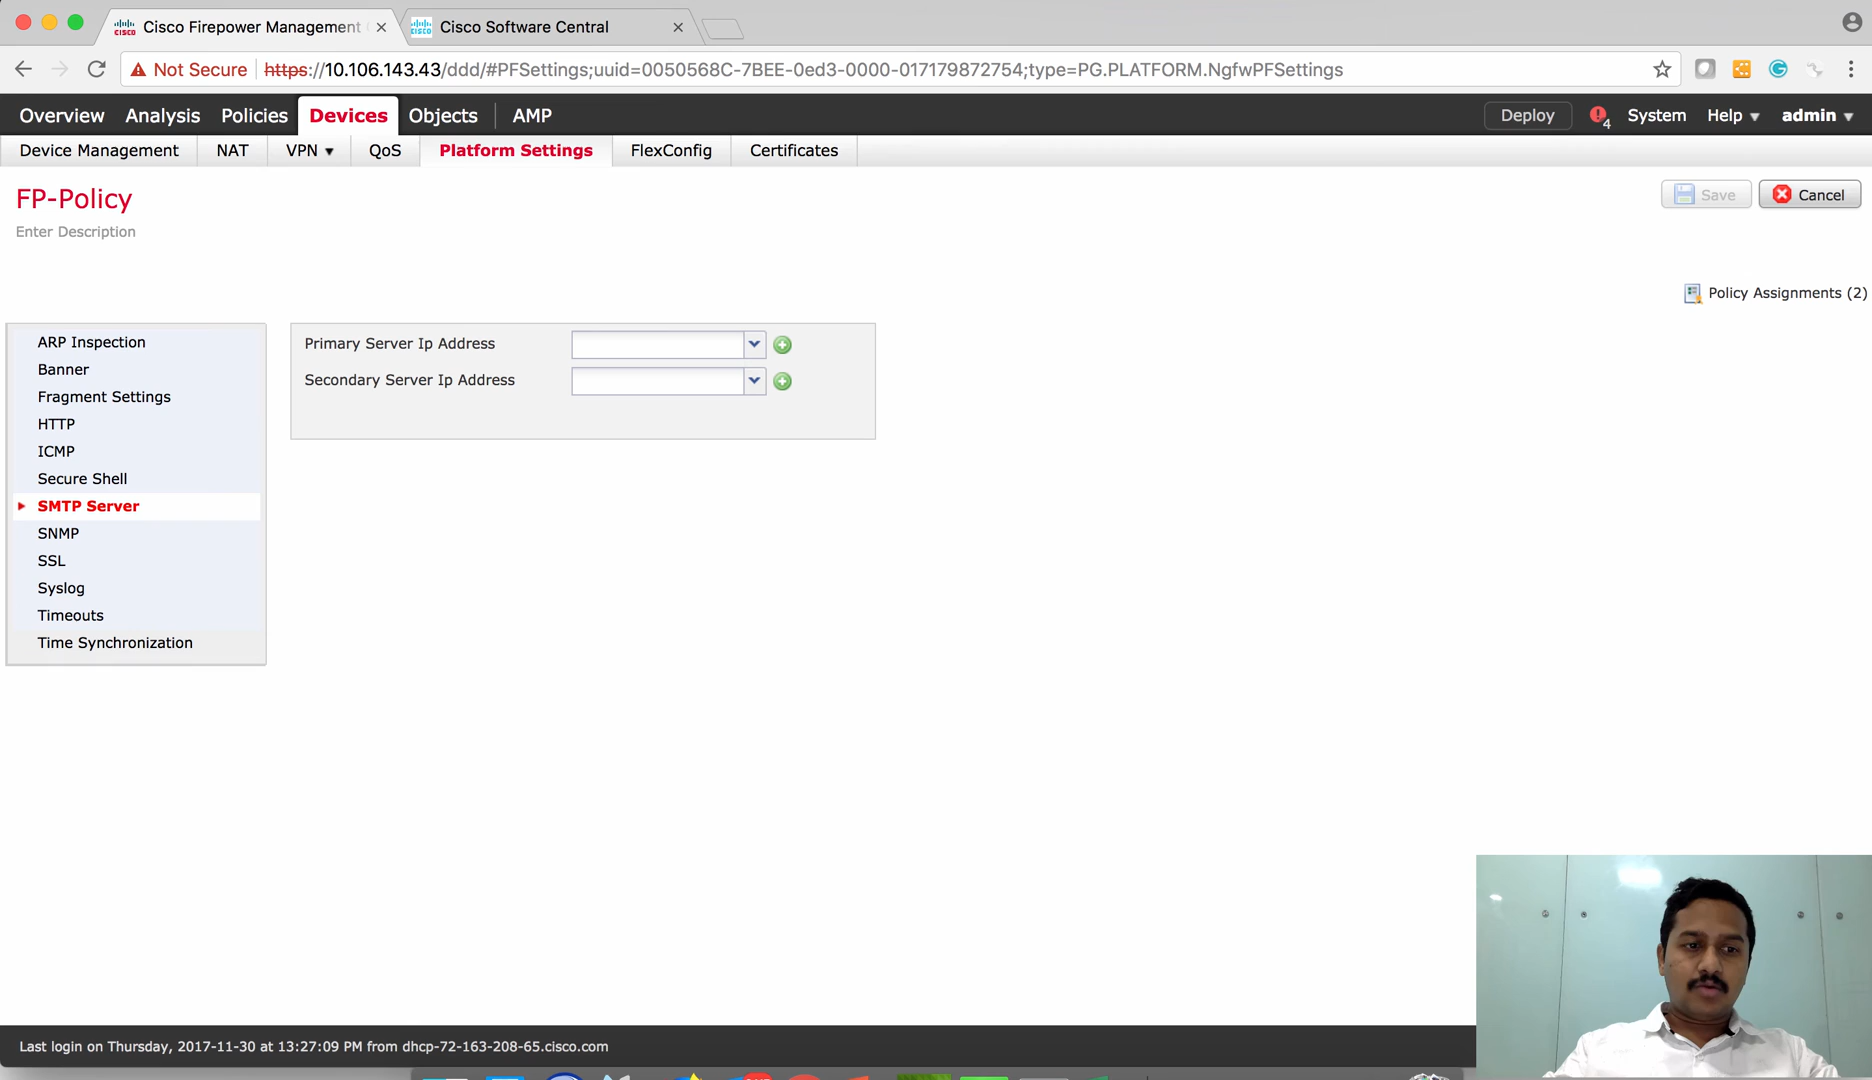 Cisco Firepower Management
Cisco Software Central
Not Secure https://10.106.143.43/ddd/#PFSettings;uuid=0050568C-7BEE-0ed3-0000-017179872754;type=PG.PLATFORM.NgfwPFSettings
Overview Analysis Policies Devices Objects AMP Deploy 4 System Help admin
Device Management NAT VPN QoS Platform Settings FlexConfig Certificates
FP-Policy
Save Cancel
Enter Description
Policy Assignments (2)
ARP Inspection
Banner
Fragment Settings
HTTP
ICMP
Secure Shell
SMTP Server
SNMP
SSL
Syslog
Timeouts
Time Synchronization
Primary Server Ip Address
Secondary Server Ip Address
Last login on Thursday, 2017-11-30 at 13:27:09 PM from dhcp-72-163-208-65.cisco.com